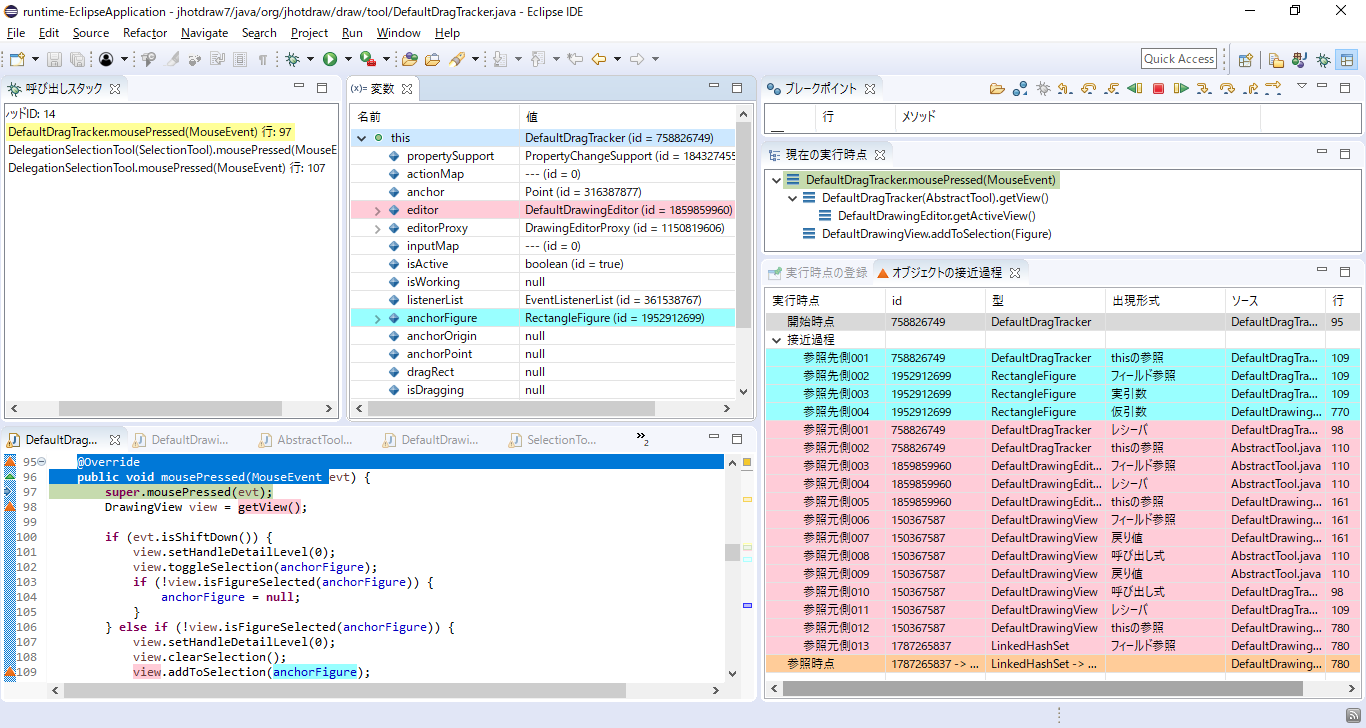 runtime-EclipseApplication - jhotdraw7/java/org/jhotdraw/draw/tool/DefaultDragTracker.java - Eclipse IDE
File Edit Source Refactor Navigate Search Project Run Window Help
Quick Access
呼び出しスタック
ッドID: 14
DefaultDragTracker.mousePressed(MouseEvent) 行: 97
DelegationSelectionTool(SelectionTool).mousePressed(MouseE
DelegationSelectionTool.mousePressed(MouseEvent) 行: 107
(x)= 変数
名前 値
this DefaultDragTracker (id = 758826749)
propertySupport PropertyChangeSupport (id = 184327455
actionMap --- (id = 0)
anchor Point (id = 316387877)
editor DefaultDrawingEditor (id = 1859859960)
editorProxy DrawingEditorProxy (id = 1150819606)
inputMap --- (id = 0)
isActive boolean (id = true)
isWorking null
listenerList EventListenerList (id = 361538767)
anchorFigure RectangleFigure (id = 1952912699)
anchorOrigin null
anchorPoint null
dragRect null
isDragging null
ブレークポイント
行 メソッド
現在の実行時点
DefaultDragTracker.mousePressed(MouseEvent)
DefaultDragTracker(AbstractTool).getView()
DefaultDrawingEditor.getActiveView()
DefaultDrawingView.addToSelection(Figure)
実行時点の登録 オブジェクトの接近過程
実行時点 id 型 出現形式 ソース 行
開始時点 758826749 DefaultDragTracker DefaultDragTra... 95
接近過程
参照先側001 758826749 DefaultDragTracker thisの参照 DefaultDragTra... 109
参照先側002 1952912699 RectangleFigure フィールド参照 DefaultDragTra... 109
参照先側003 1952912699 RectangleFigure 実引数 DefaultDragTra... 109
参照先側004 1952912699 RectangleFigure 仮引数 DefaultDrawing... 770
参照元側001 758826749 DefaultDragTracker レシーバ DefaultDragTra... 98
参照元側002 758826749 DefaultDragTracker thisの参照 AbstractTool.java 110
参照元側003 1859859960 DefaultDrawingEdit... フィールド参照 AbstractTool.java 110
参照元側004 1859859960 DefaultDrawingEdit... レシーバ AbstractTool.java 110
参照元側005 1859859960 DefaultDrawingEdit... thisの参照 DefaultDrawing... 161
参照元側006 150367587 DefaultDrawingView フィールド参照 DefaultDrawing... 161
参照元側007 150367587 DefaultDrawingView 戻り値 DefaultDrawing... 161
参照元側008 150367587 DefaultDrawingView 呼び出し式 AbstractTool.java 110
参照元側009 150367587 DefaultDrawingView 戻り値 AbstractTool.java 110
参照元側010 150367587 DefaultDrawingView 呼び出し式 DefaultDragTra... 98
参照元側011 150367587 DefaultDrawingView レシーバ DefaultDragTra... 109
参照元側012 150367587 DefaultDrawingView thisの参照 DefaultDrawing... 780
参照元側013 1787265837 LinkedHashSet フィールド参照 DefaultDrawing... 780
参照時点 1787265837 -> ... LinkedHashSet -> ... DefaultDrawing... 780
DefaultDrag... DefaultDrawi... AbstractTool... DefaultDrawi... SelectionTo... »2
95 @Override
96 public void mousePressed(MouseEvent evt) {
97 super.mousePressed(evt);
98 DrawingView view = getView();
99
100 if (evt.isShiftDown()) {
101 view.setHandleDetailLevel(0);
102 view.toggleSelection(anchorFigure);
103 if (!view.isFigureSelected(anchorFigure)) {
104 anchorFigure = null;
105 }
106 } else if (!view.isFigureSelected(anchorFigure)) {
107 view.setHandleDetailLevel(0);
108 view.clearSelection();
109 view.addToSelection(anchorFigure);